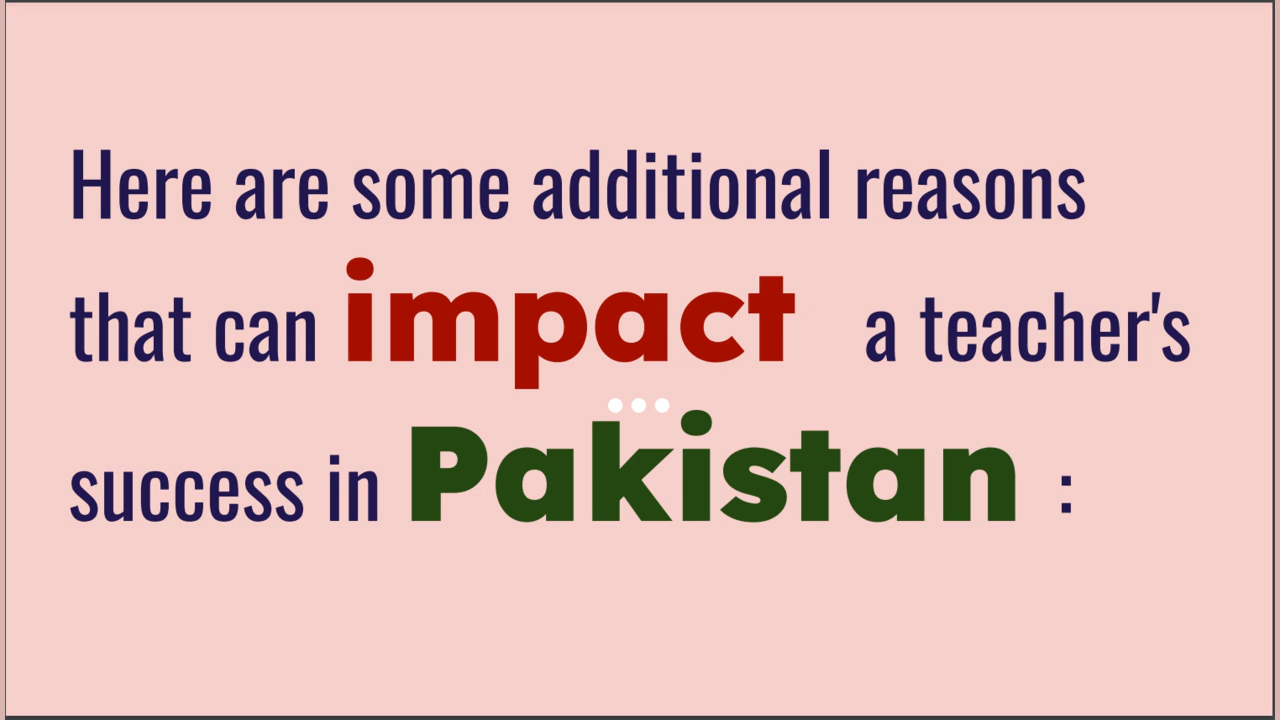 Here are some additional reasons
that can impact a teacher's
success in Pakistan :